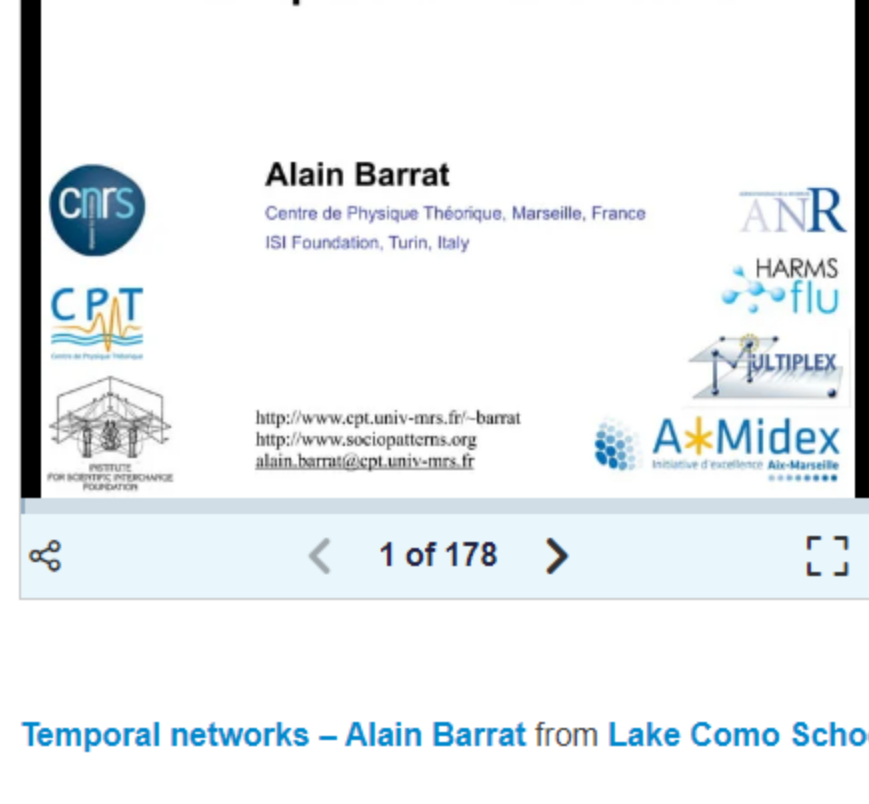 Alain Barrat
Centre de Physique Théorique, Marseille, France
ISI Foundation, Turin, Italy
cnrs
ANR
HARMS
flu
CPT
Centre de Physique Théorique
MULTIPLEX
http://www.cpt.univ-mrs.fr/~barrat
http://www.sociopatterns.org
alain.barrat@cpt.univ-mrs.fr
A*Midex
Initiative d'excellence Aix-Marseille
INSTITUTE
FOR SCIENTIFIC INTERCHANGE
FOUNDATION
1 of 178
Temporal networks – Alain Barrat from Lake Como Scho